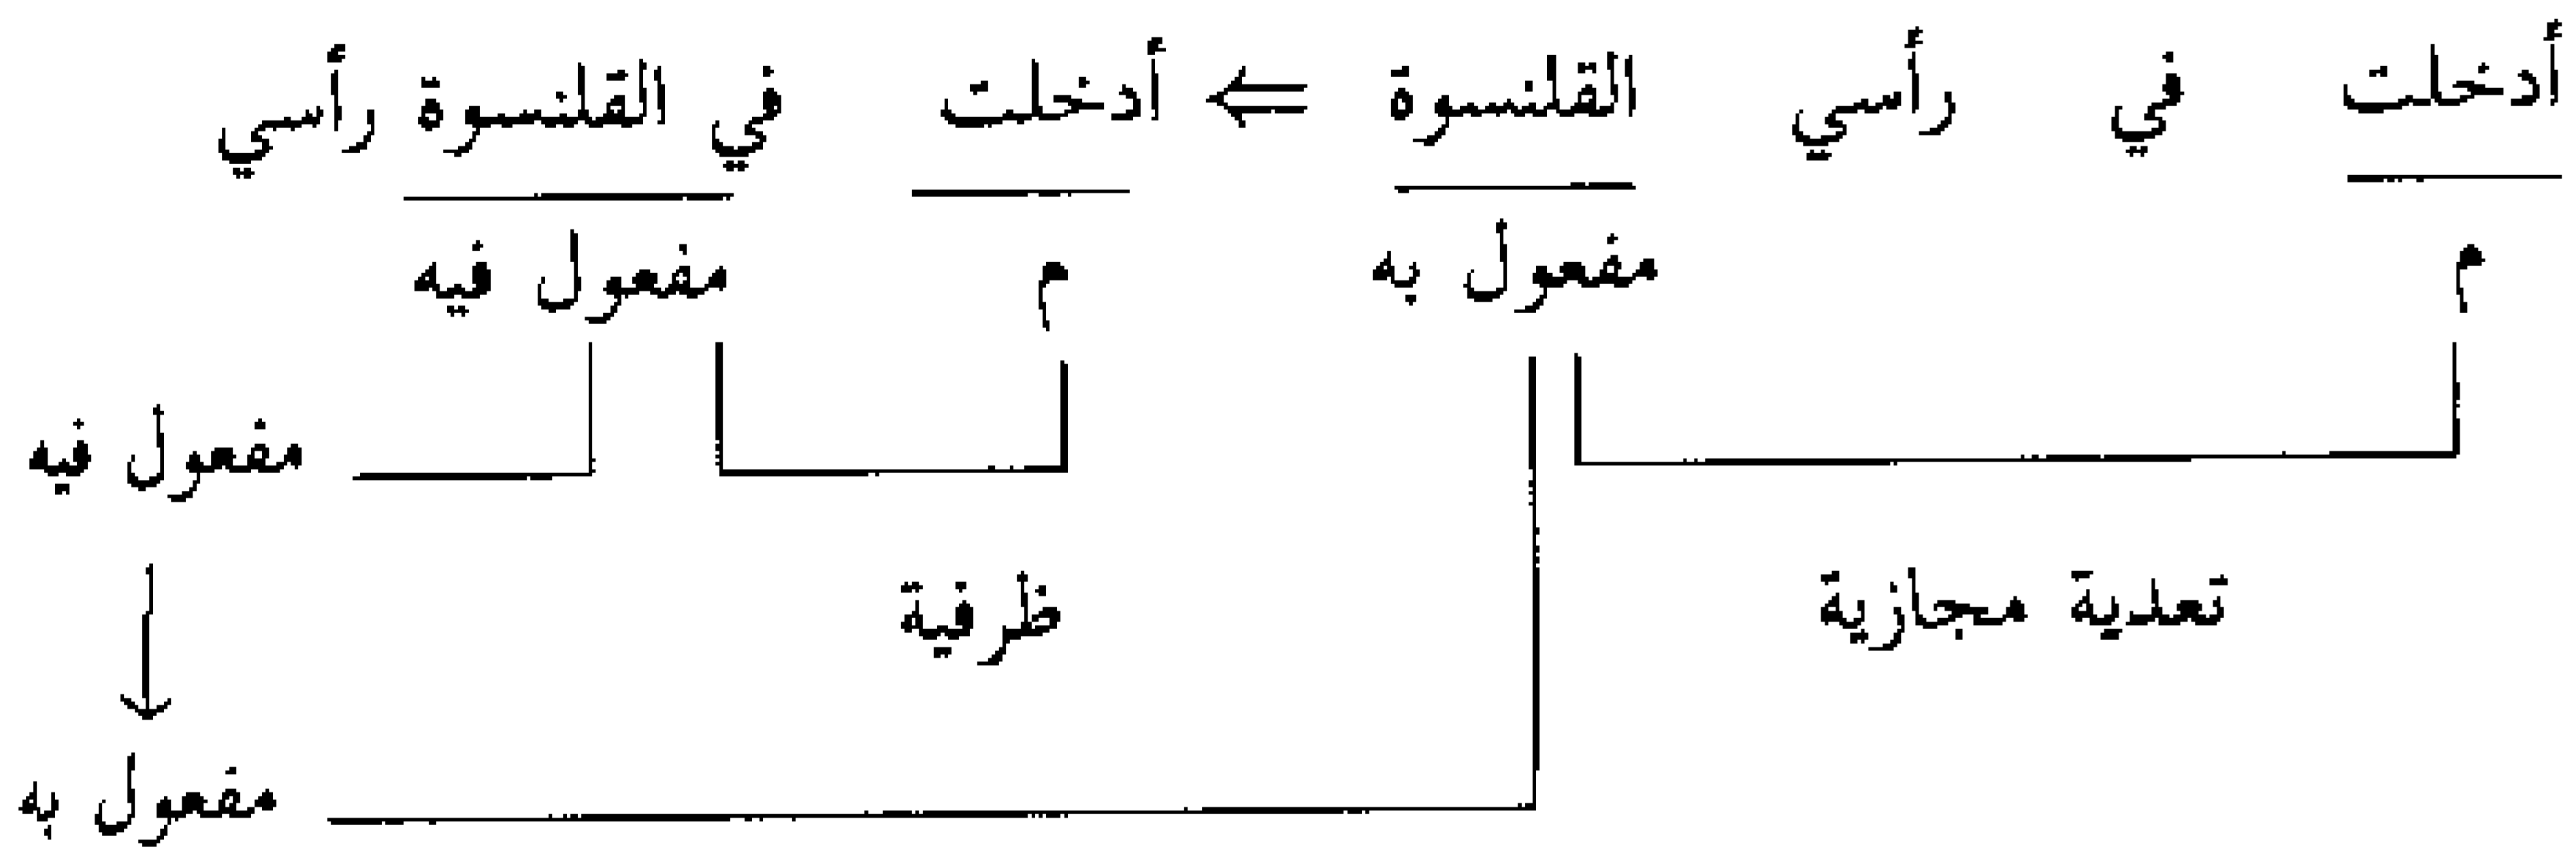 أدخلت في رأسي القلنسوة ⇐ أدخلت في القلنسوة رأسي
م مفعول به م مفعول فيه
مفعول فيه
تعدية مجازية ظرفية
مفعول به